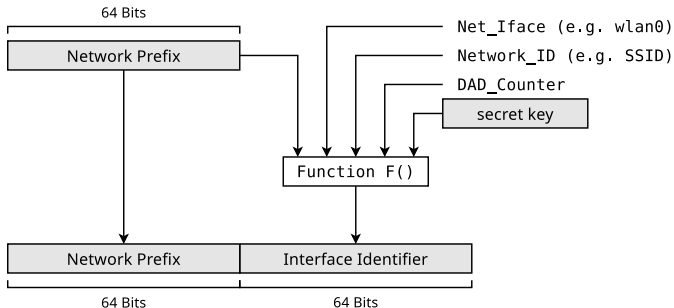 64 Bits
Net_Iface (e.g. wlan0)
Network Prefix
Network_ID (e.g. SSID)
DAD_Counter
secret key
Function F()
Network Prefix
Interface Identifier
64 Bits
64 Bits